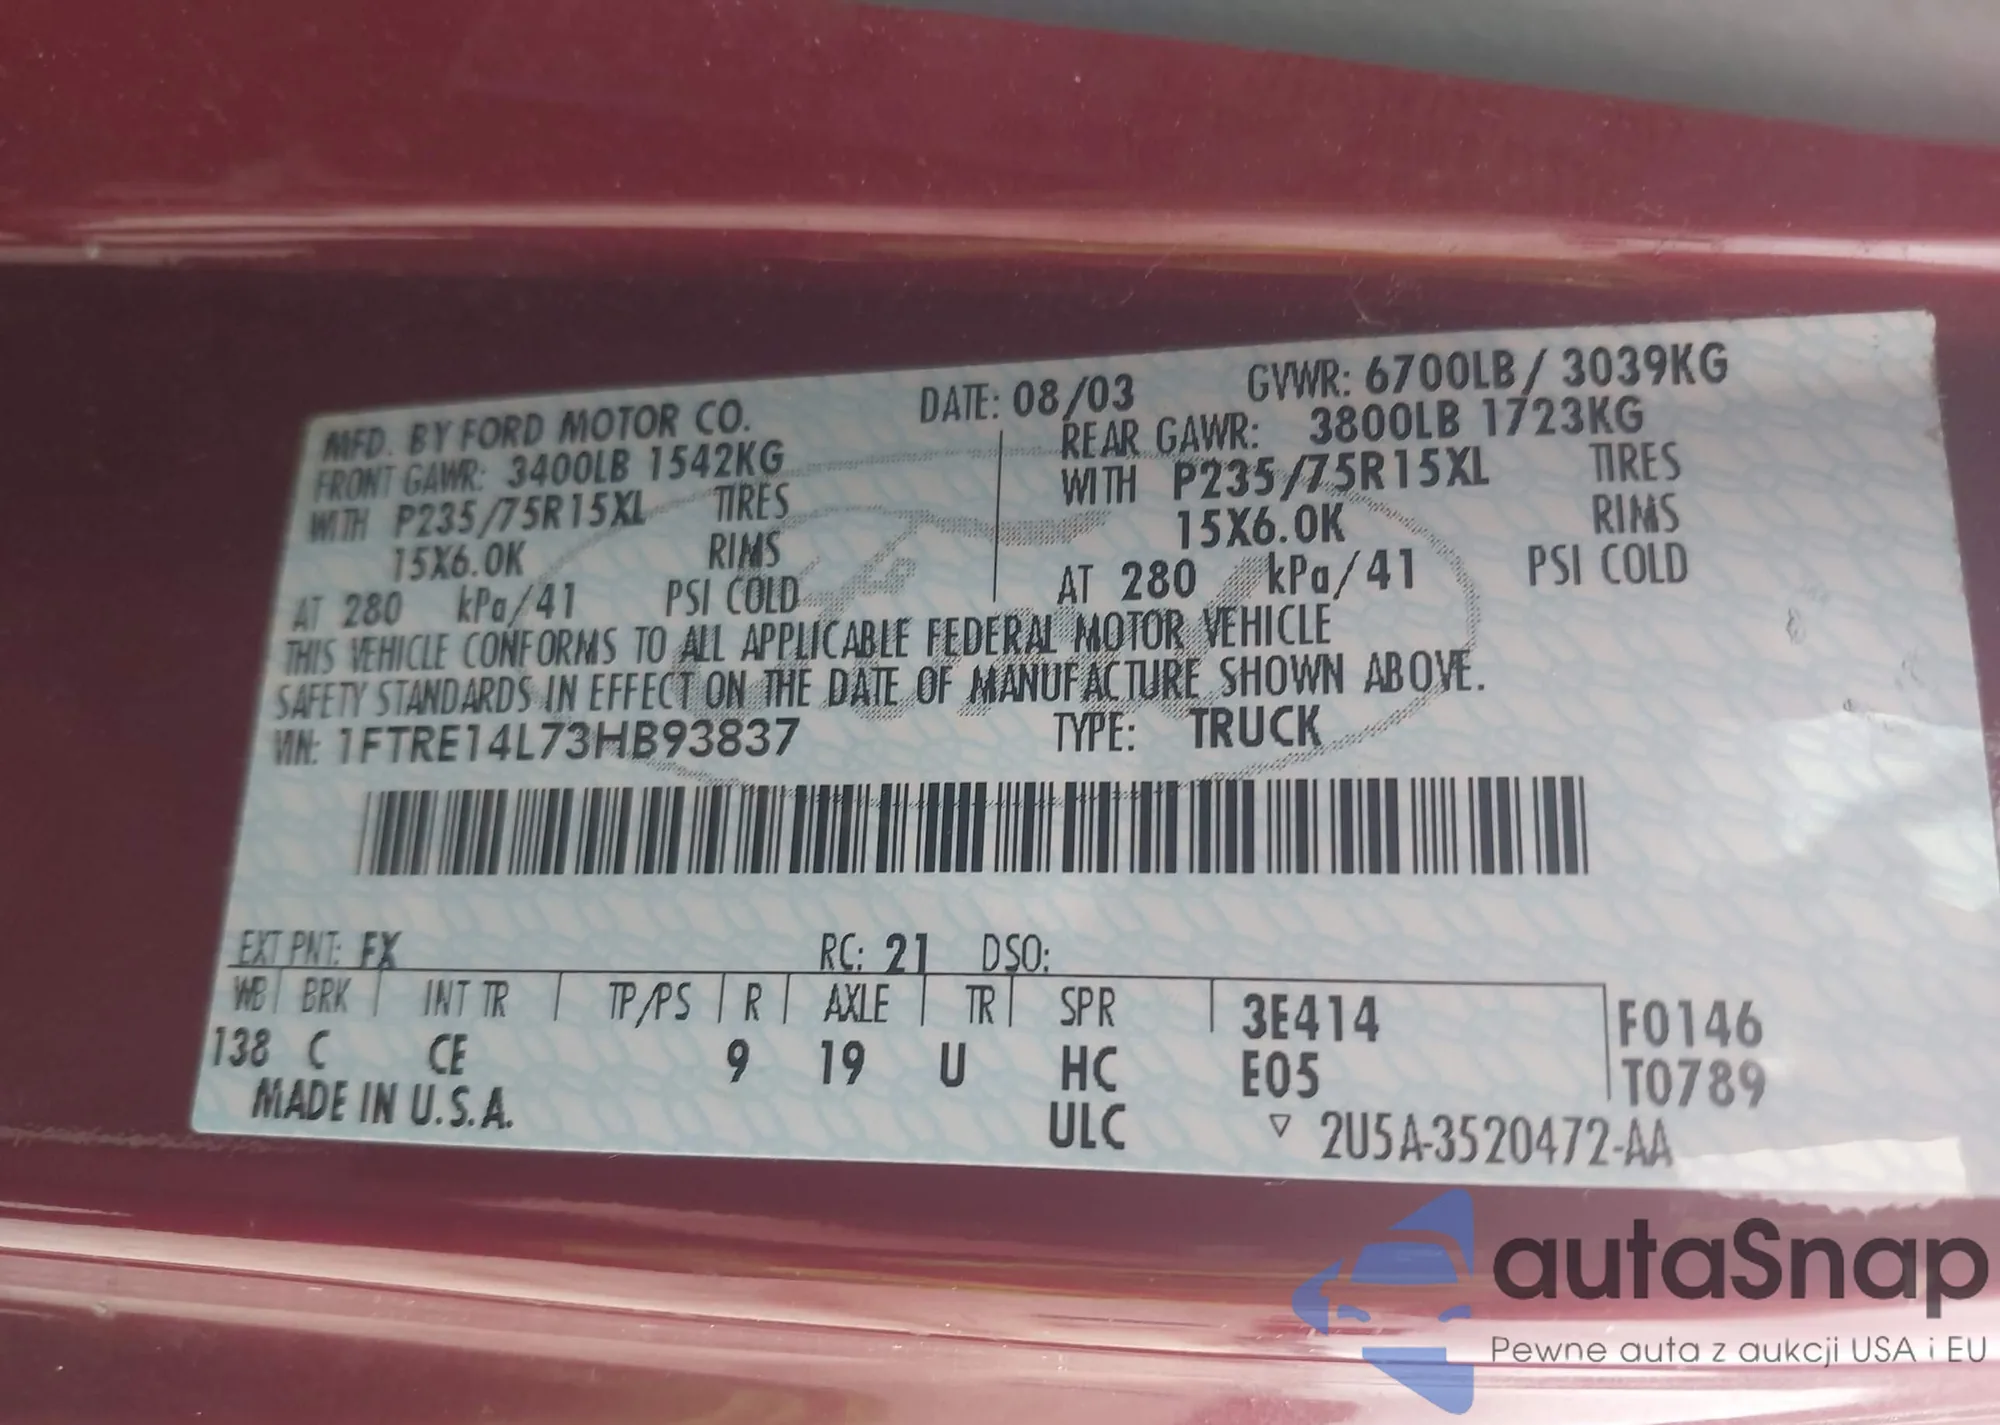 MFD. BY FORD MOTOR CO. DATE: 08/03 GVWR: 6700LB / 3039KG
FRONT GAWR: 3400LB 1542KG REAR GAWR: 3800LB 1723KG
WITH P235/75R15XL TIRES WITH P235/75R15XL TIRES
15X6.0K RIMS 15X6.0K RIMS
AT 280 kPa/41 PSI COLD AT 280 kPa/41 PSI COLD
THIS VEHICLE CONFORMS TO ALL APPLICABLE FEDERAL MOTOR VEHICLE
SAFETY STANDARDS IN EFFECT ON THE DATE OF MANUFACTURE SHOWN ABOVE.
VIN: 1FTRE14L73HB93837 TYPE: TRUCK
EXT PNT: FX RC: 21 DSO:
WB BRK INT TR TP/PS R AXLE TR SPR 3E414 F0146
138 C CE 9 19 U HC E05 T0789
MADE IN U.S.A. ULC ▽ 2U5A-3520472-AA
autaSnap
Pewne auta z aukcji USA i EU